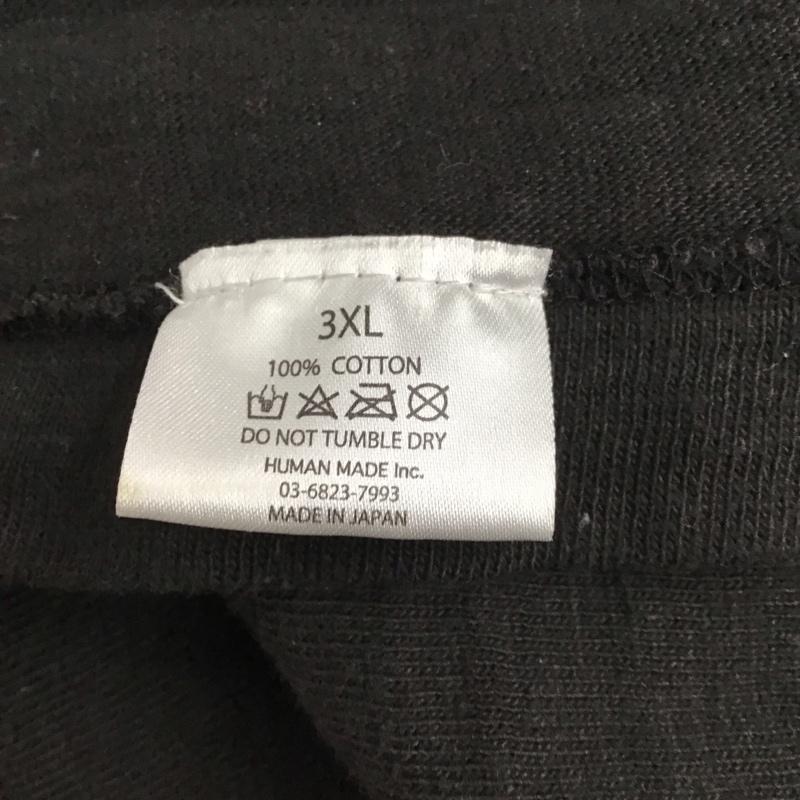 3XL
100% COTTON
DO NOT TUMBLE DRY
HUMAN MADE Inc.
03-6823-7993
MADE IN JAPAN